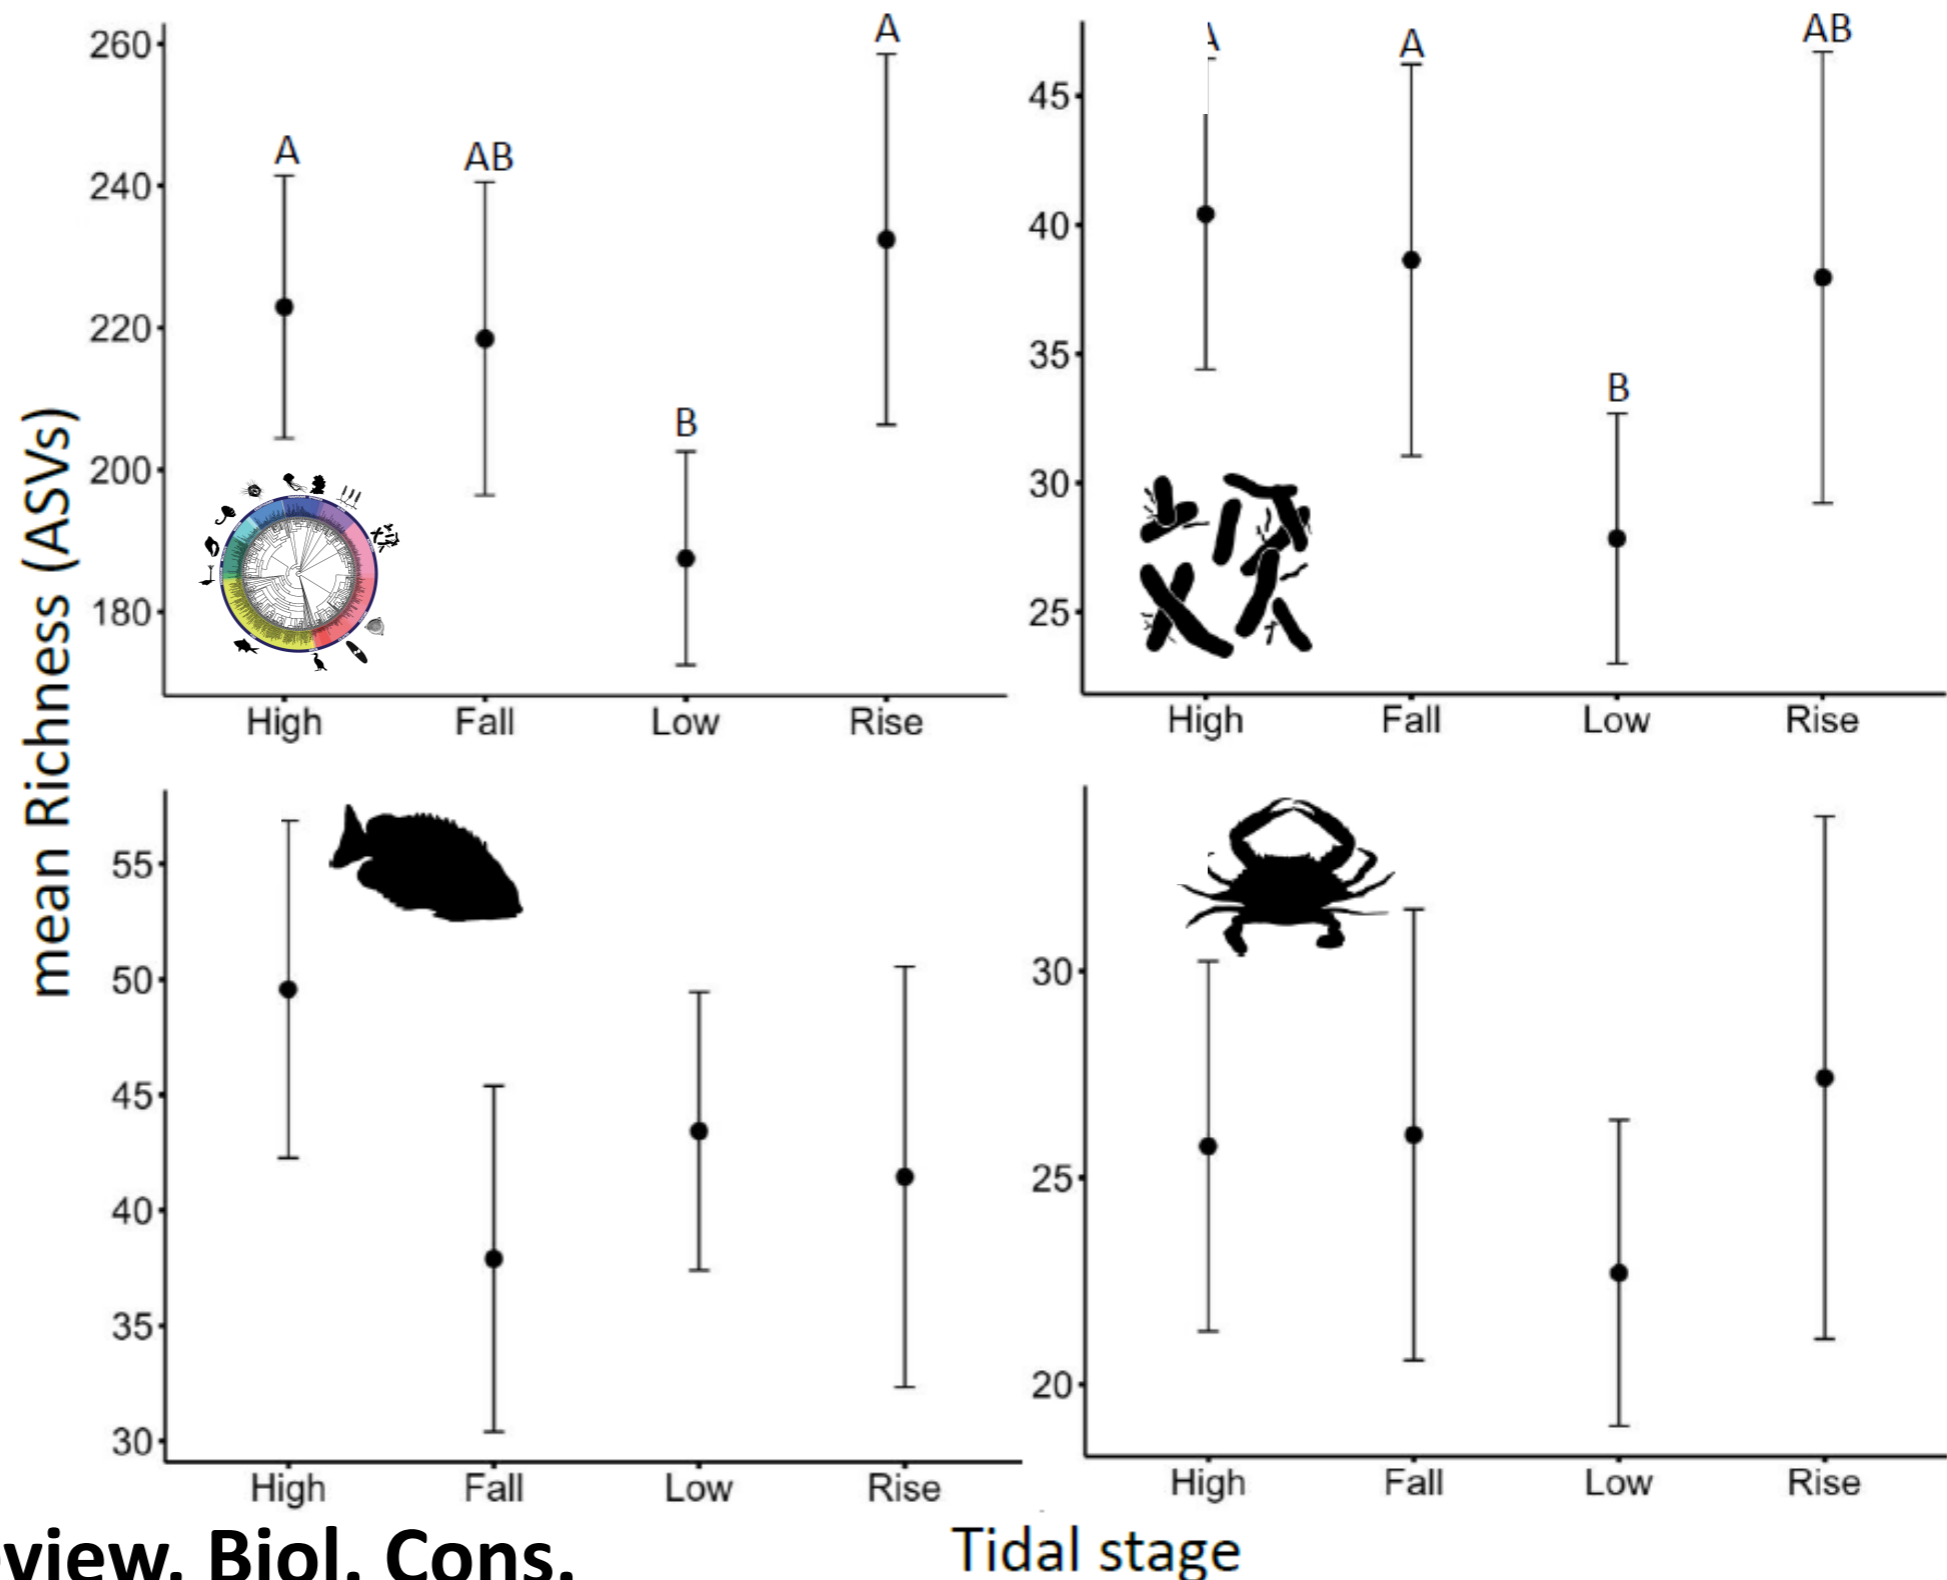 mean Richness (ASVs)
260
240
220
200
180
A
AB
B
A
High Fall Low Rise
45
40
35
30
25
A
A
B
AB
High Fall Low Rise
55
50
45
40
35
30
High Fall Low Rise
30
25
20
High Fall Low Rise
Tidal stage
view. Biol. Cons.